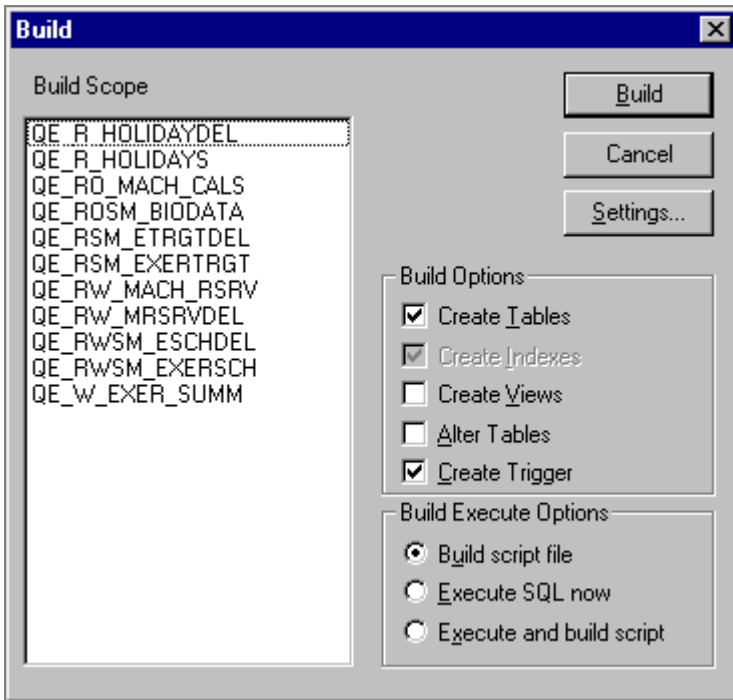 Build
Build Scope
QE_R_HOLIDAYDEL
QE_R_HOLIDAYS
QE_RO_MACH_CALS
QE_ROSM_BIODATA
QE_RSM_ETRGTDEL
QE_RSM_EXERTRGT
QE_RW_MACH_RSRV
QE_RW_MRSRVDEL
QE_RWSM_ESCHDEL
QE_RWSM_EXERSCH
QE_W_EXER_SUMM
Build
Cancel
Settings...
Build Options
Create Tables
Create Indexes
Create Views
Alter Tables
Create Trigger
Build Execute Options
Build script file
Execute SQL now
Execute and build script